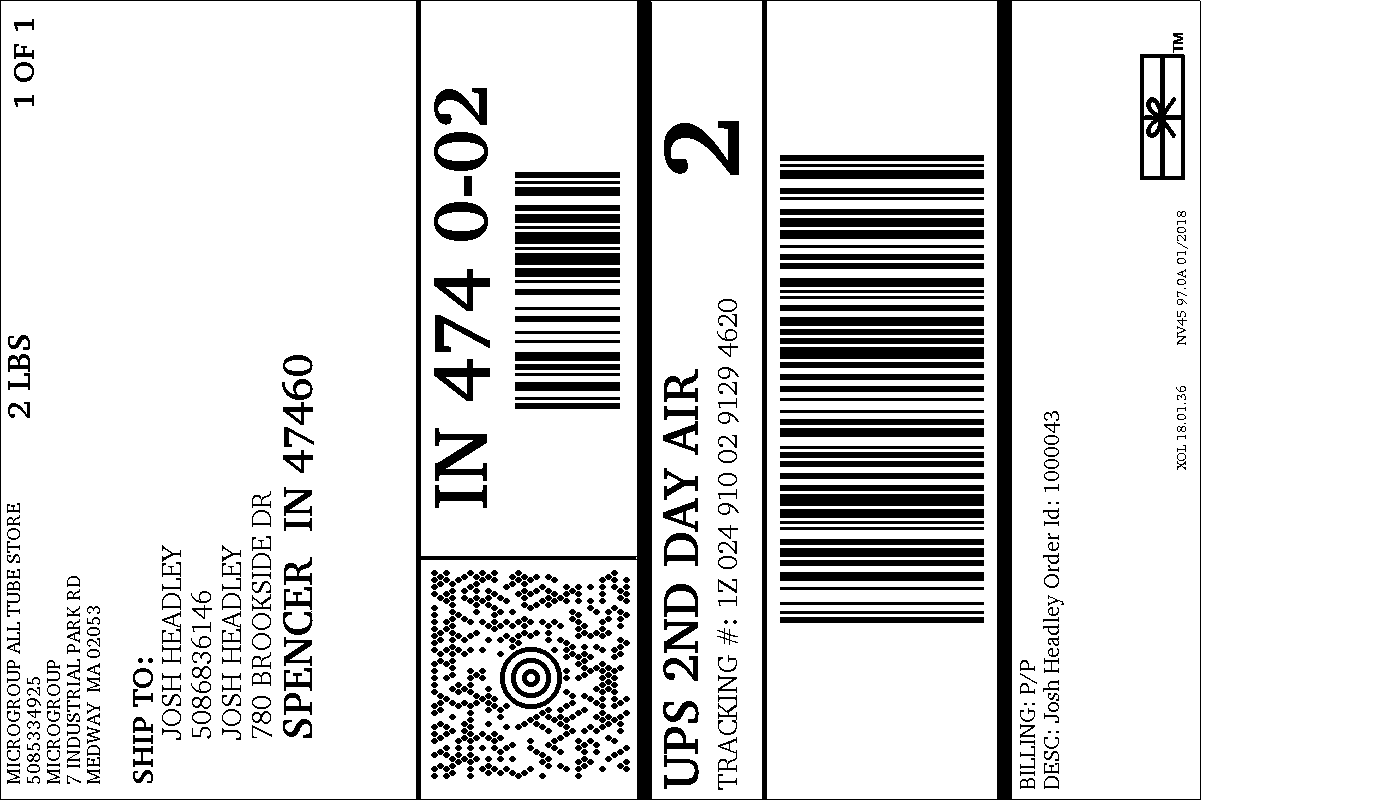 MICROGROUP ALL TUBE STORE
5085334925
MICROGROUP
7 INDUSTRIAL PARK RD
MEDWAY  MA 02053
2 LBS
1 OF 1
SHIP TO:
JOSH HEADLEY
5086836146
JOSH HEADLEY
780 BROOKSIDE DR
SPENCER  IN 47460
IN 474 0-02
UPS 2ND DAY AIR
TRACKING #: 1Z 024 910 02 9129 4620
2
BILLING: P/P
DESC: Josh Headley Order Id: 1000043
XOL 18.01.36
NV45 97.0A 01/2018
TM